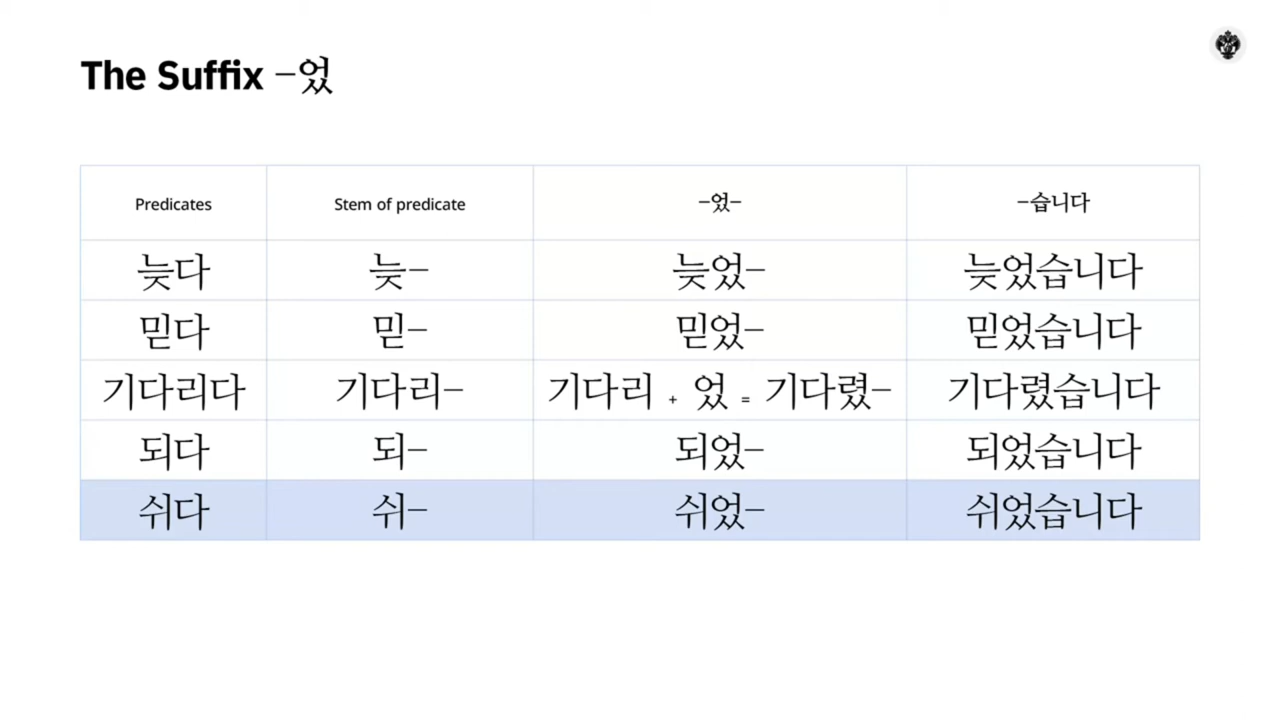 The Suffix –었
Predicates Stem of predicate –었– –습니다
늦다 늦– 늦었– 늦었습니다
믿다 믿– 믿었– 믿었습니다
기다리다 기다리– 기다리 + 었 = 기다렸– 기다렸습니다
되다 되– 되었– 되었습니다
쉬다 쉬– 쉬었– 쉬었습니다